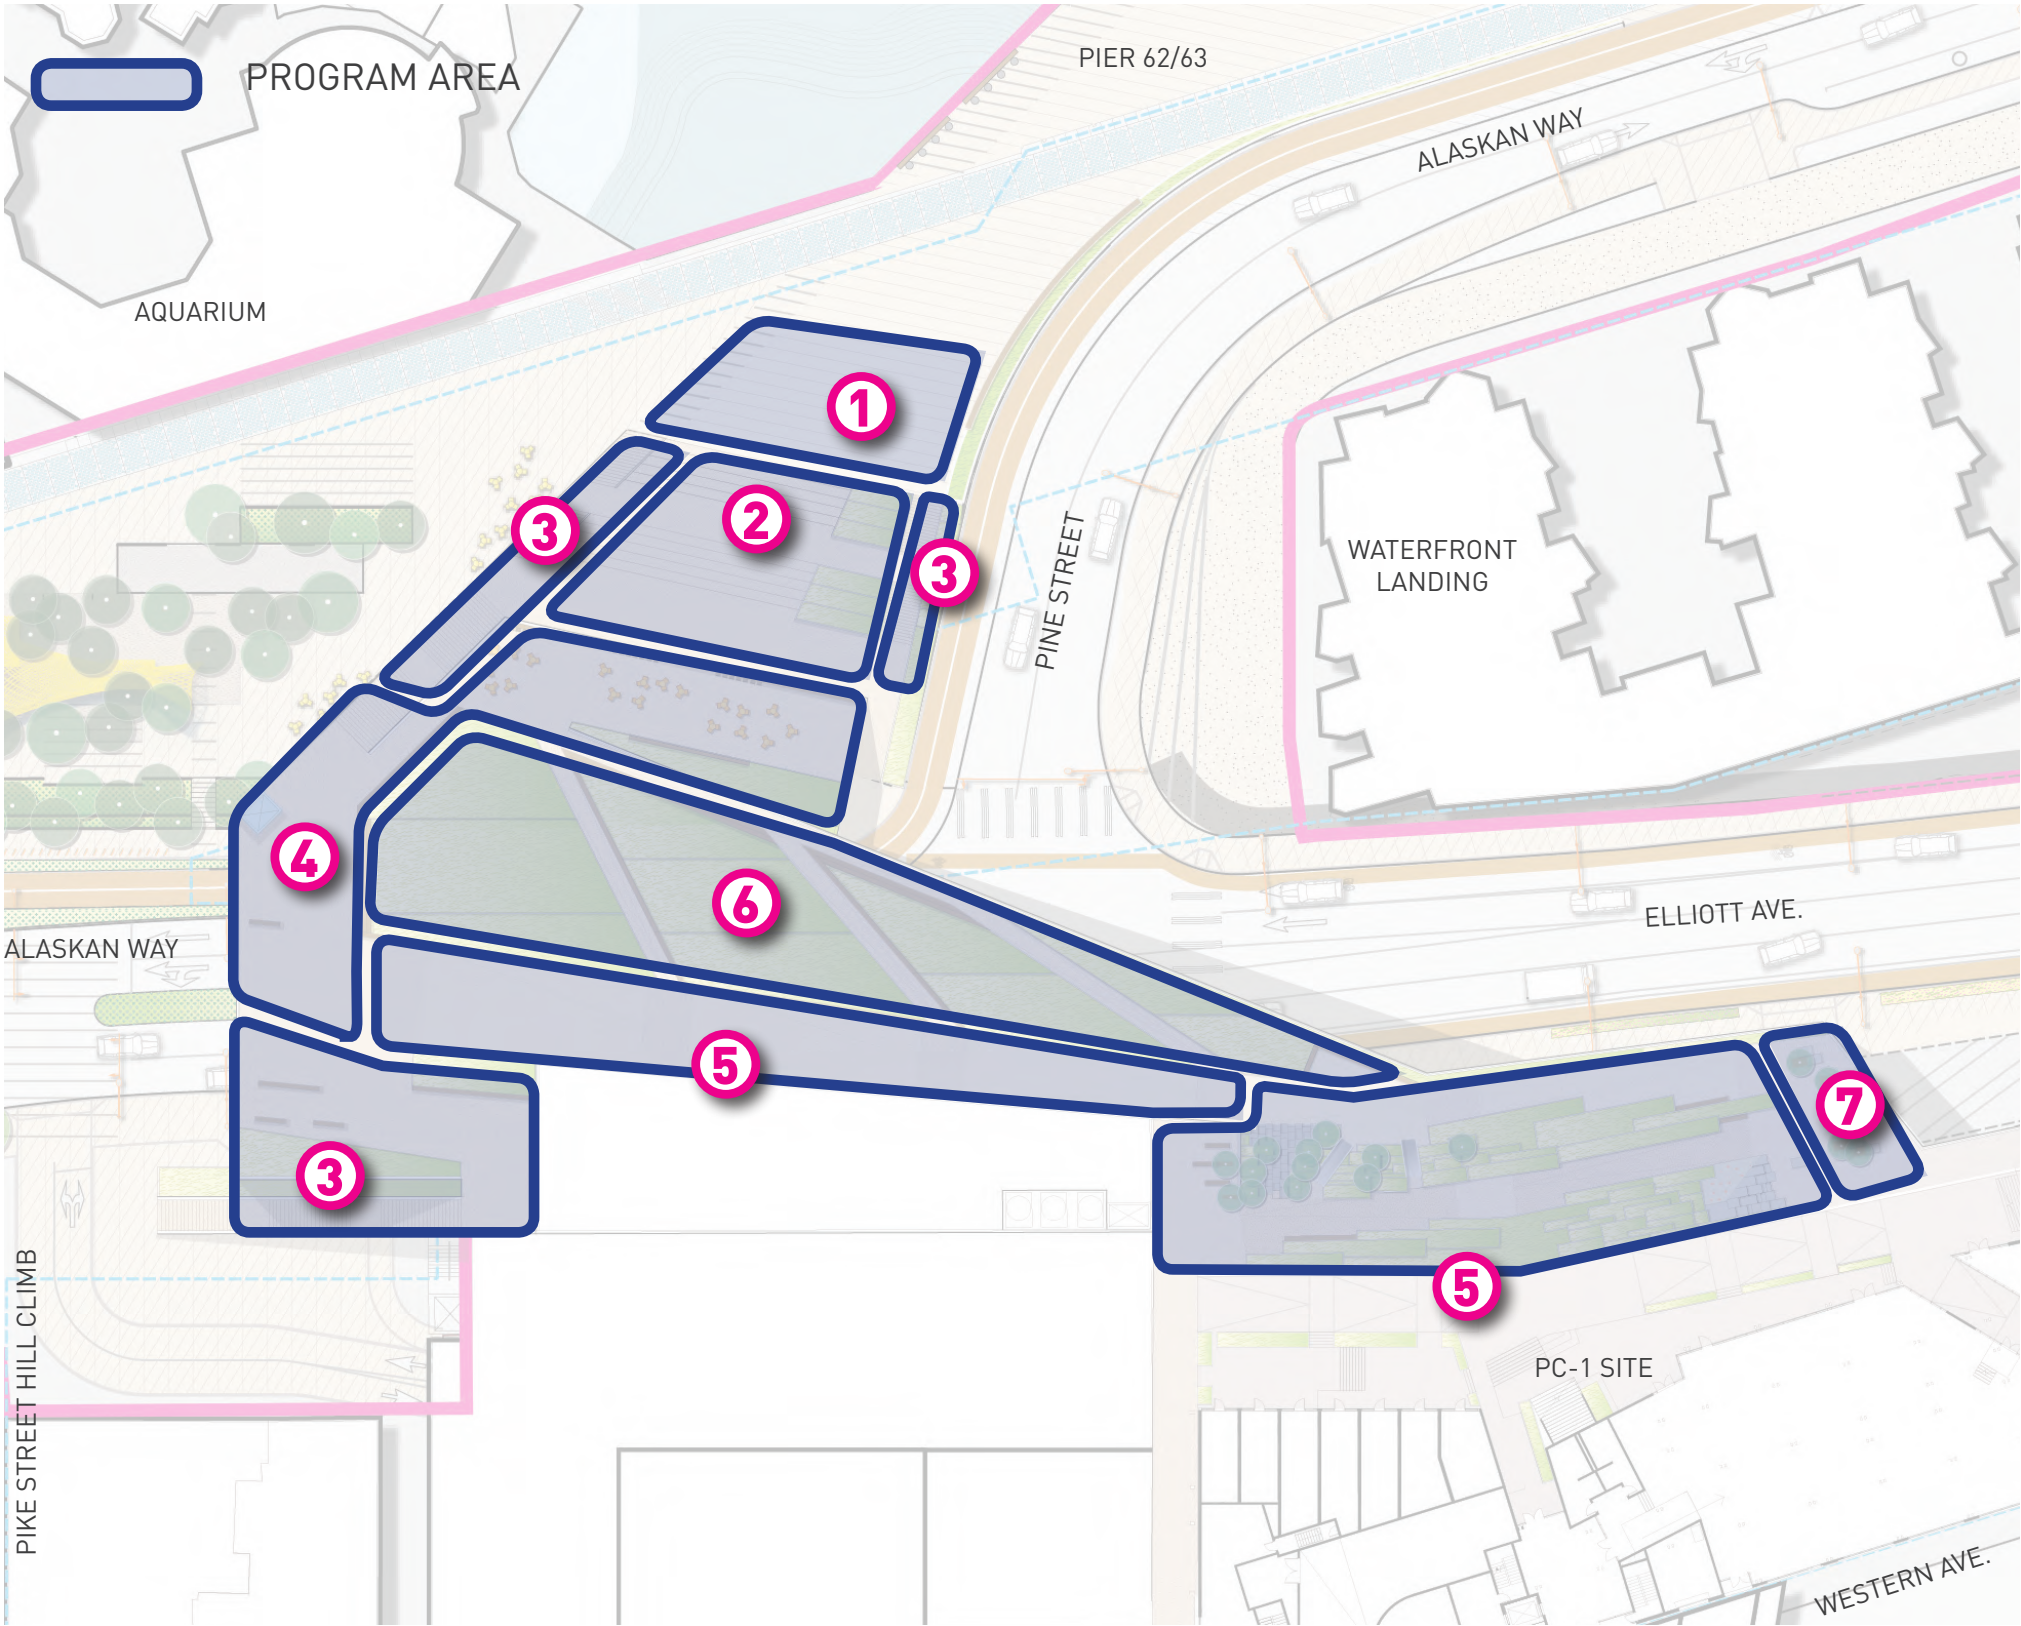 PROGRAM AREA
PIER 62/63
ALASKAN WAY
AQUARIUM
1
2
3
3
PINE STREET
WATERFRONT
LANDING
4
6
ALASKAN WAY
ELLIOTT AVE.
5
7
3
5
PIKE STREET HILL CLIMB
PC-1 SITE
WESTERN AVE.